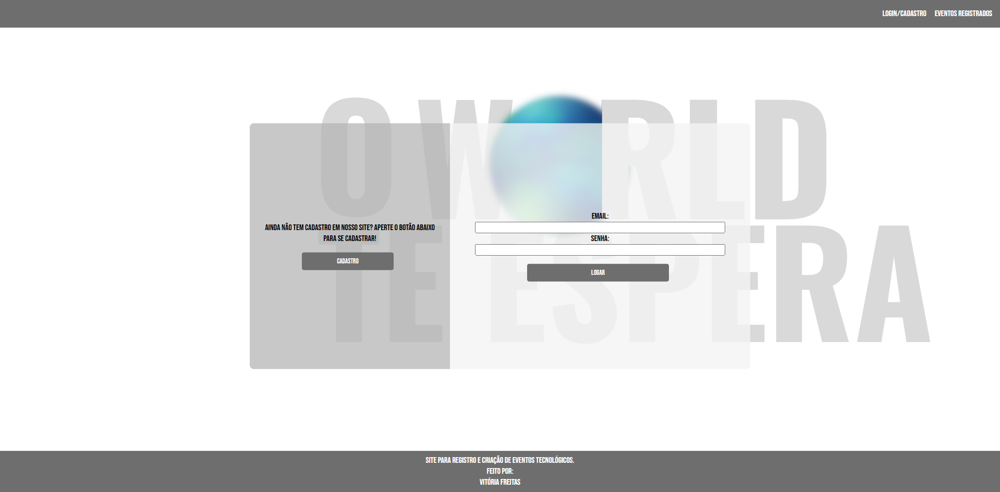 LOGIN/CADASTRO EVENTOS REGISTRADOS
O W RLD
TE ESPERA
AINDA NÃO TEM CADASTRO EM NOSSO SITE? APERTE O BOTÃO ABAIXO
PARA SE CADASTRAR!
CADASTRO
EMAIL:
SENHA:
LOGAR
SITE PARA REGISTRO E CRIAÇÃO DE EVENTOS TECNOLÓGICOS.
FEITO POR:
VITÓRIA FREITAS